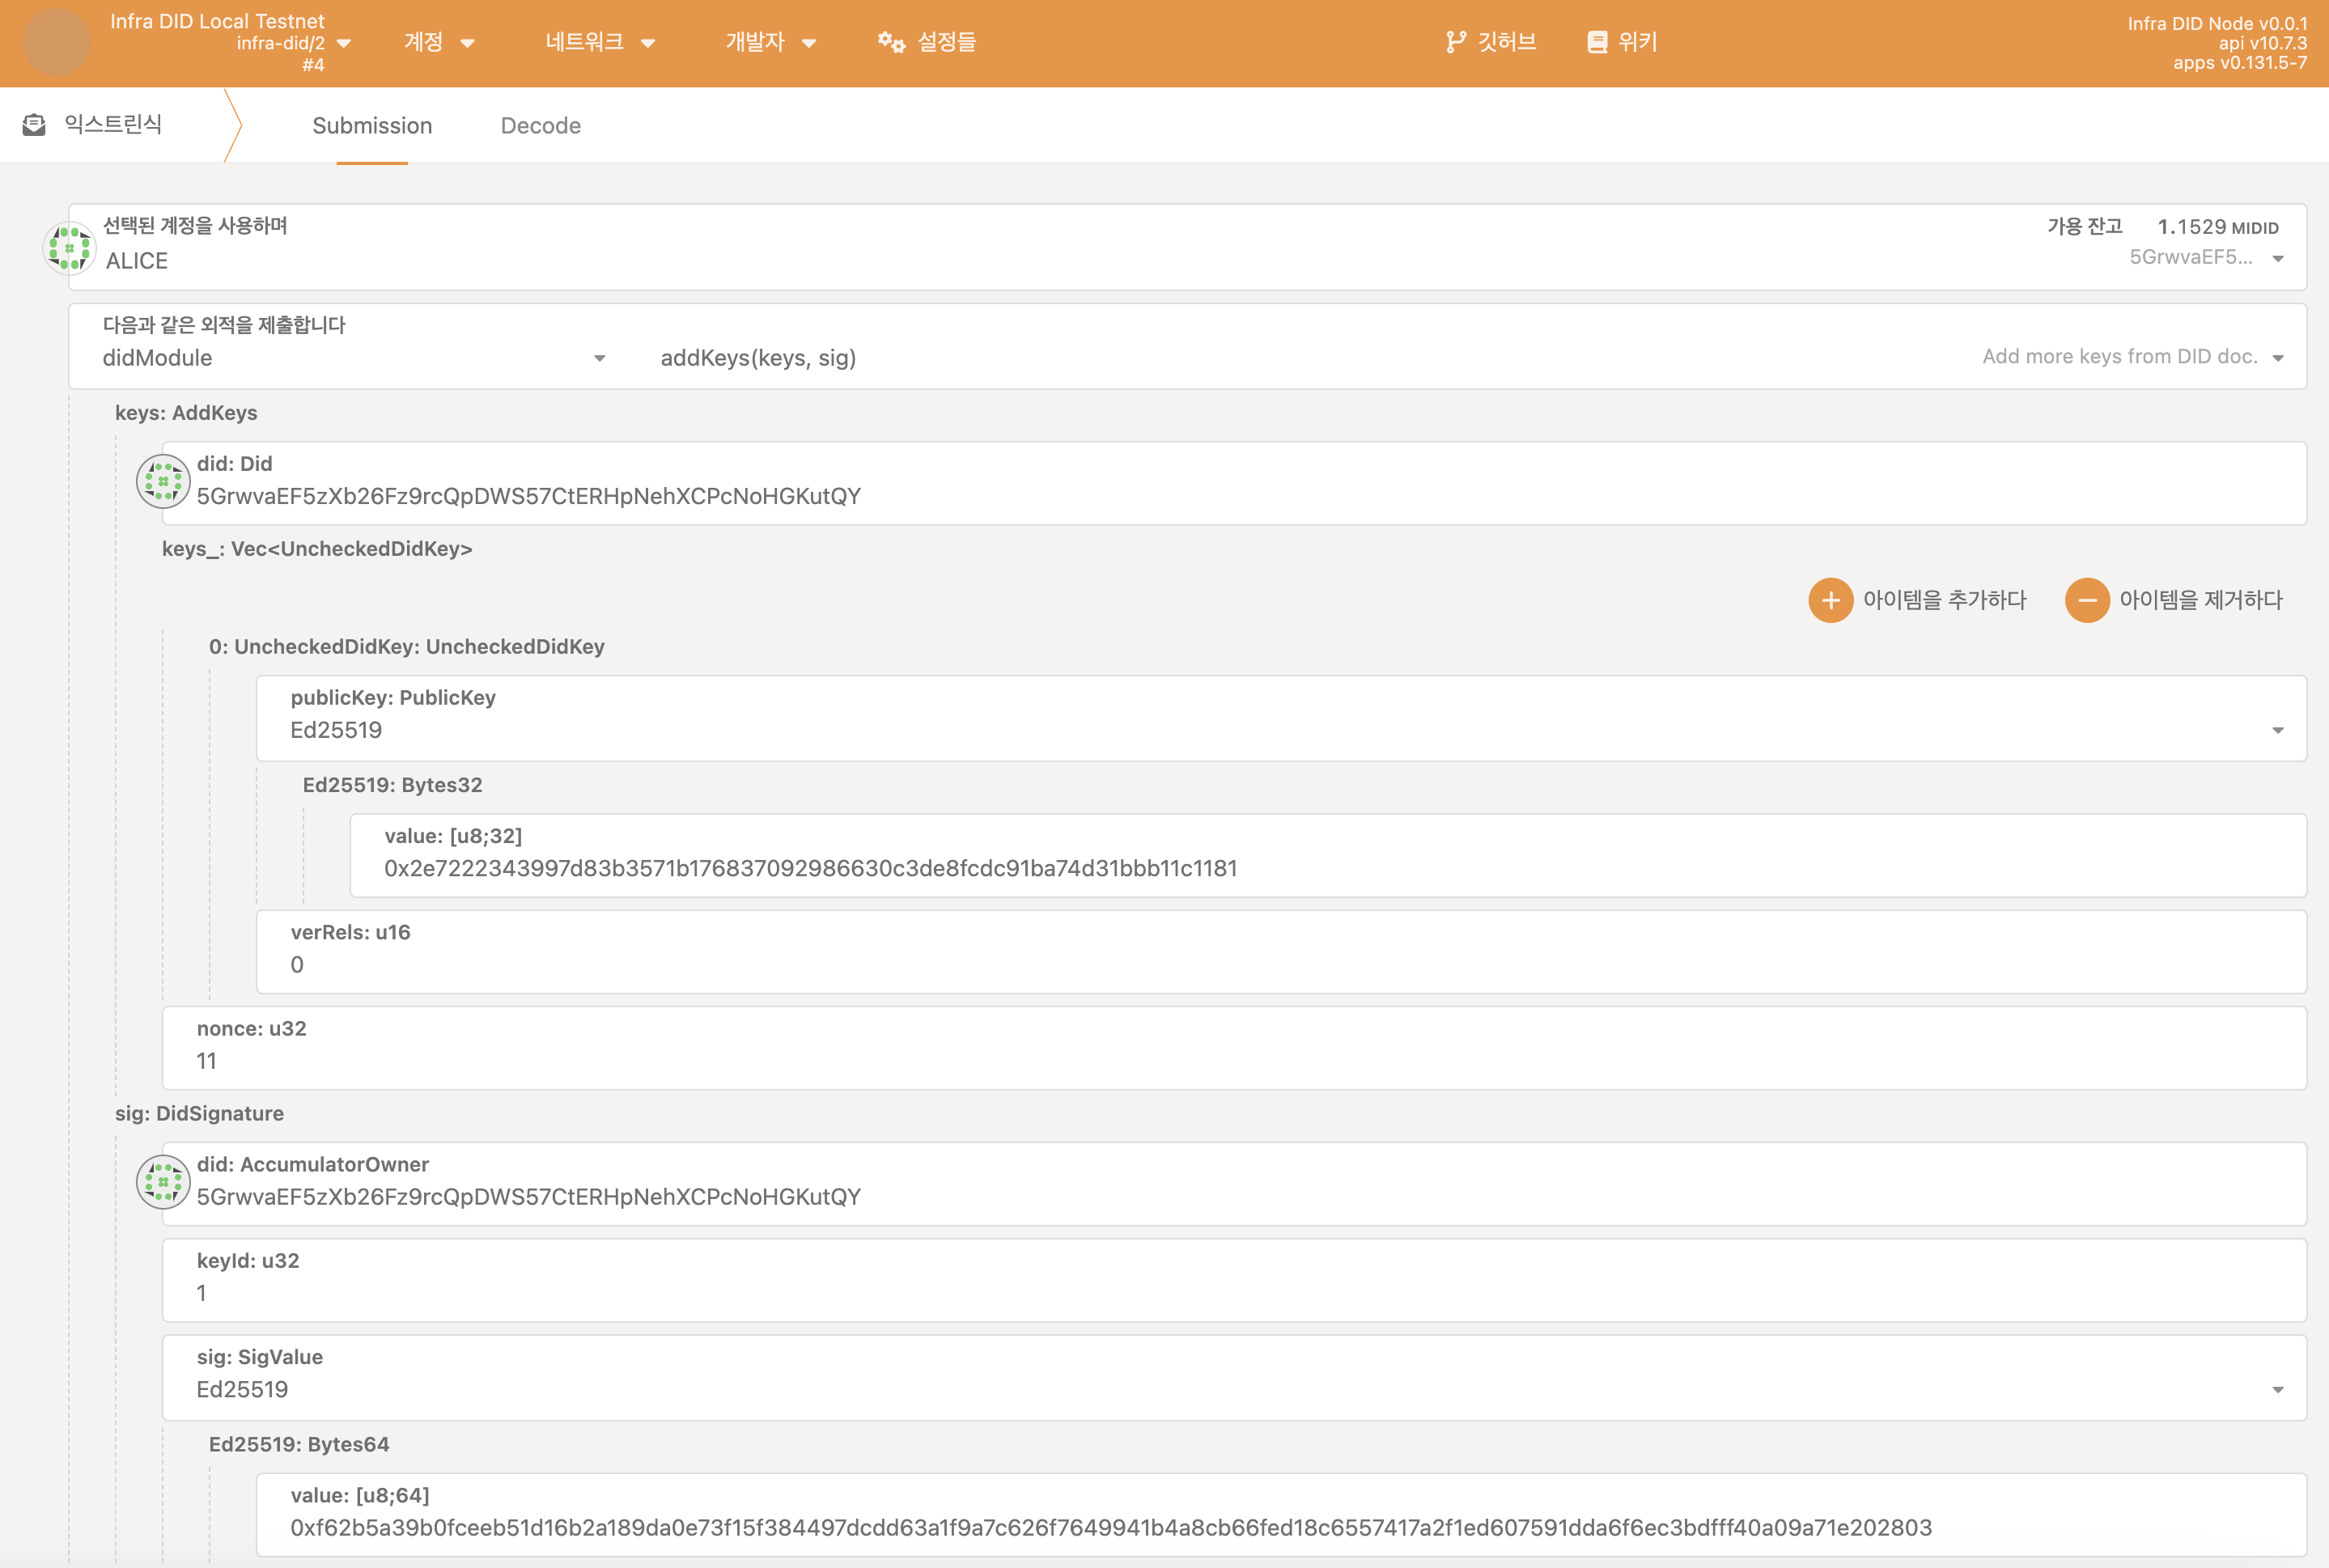 Infra DID Local Testnet
infra-did/2
#4
계정
네트워크
개발자
설정들
깃허브
위키
Infra DID Node v0.0.1
api v10.7.3
apps v0.131.5-7
익스트린식
Submission
Decode
선택된 계정을 사용하며
ALICE
가용 잔고 1.1529 MIDID
5GrwvaEF5...
다음과 같은 외적을 제출합니다
didModule
addKeys(keys, sig)
Add more keys from DID doc.
keys: AddKeys
did: Did
5GrwvaEF5zXb26Fz9rcQpDWS57CtERHpNehXCPcNoHGKutQY
keys_: Vec<UncheckedDidKey>
아이템을 추가하다
아이템을 제거하다
0: UncheckedDidKey: UncheckedDidKey
publicKey: PublicKey
Ed25519
Ed25519: Bytes32
value: [u8;32]
0x2e7222343997d83b3571b176837092986630c3de8fcdc91ba74d31bbb11c1181
verRels: u16
0
nonce: u32
11
sig: DidSignature
did: AccumulatorOwner
5GrwvaEF5zXb26Fz9rcQpDWS57CtERHpNehXCPcNoHGKutQY
keyId: u32
1
sig: SigValue
Ed25519
Ed25519: Bytes64
value: [u8;64]
0xf62b5a39b0fceeb51d16b2a189da0e73f15f384497dcdd63a1f9a7c626f7649941b4a8cb66fed18c6557417a2f1ed607591dda6f6ec3bdfff40a09a71e202803